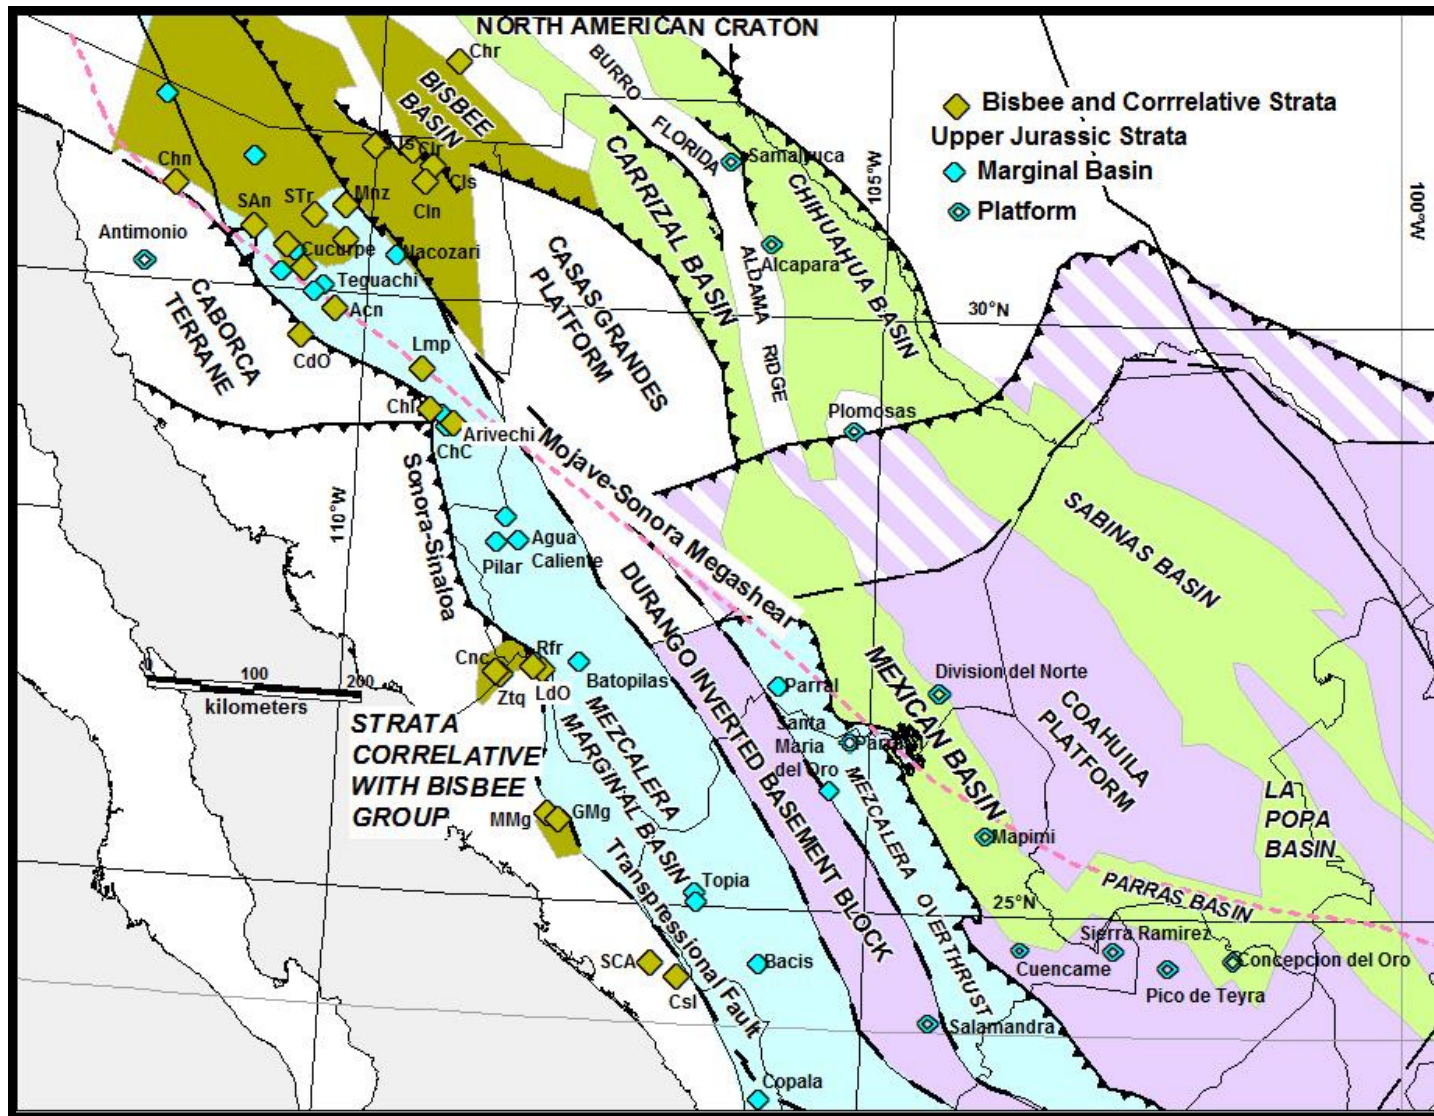 NORTH AMERICAN CRATON
Chr
BURRO
BISBEE
BASIN
Bisbee and Corrrelative Strata
Upper Jurassic Strata
Marginal Basin
Platform
FLORIDA
Samalayuca
Clr
Cls
Cln
Chn
SAn
STr
Mnz
CARRIZAL BASIN
CHIHUAHUA BASIN
105°W
100°W
Antimonio
Cucurpe
Nacozari
Teguachi
Acn
CABORCA
TERRANE
CdO
CASAS GRANDES
PLATFORM
Alcapara
ALDAMA
RIDGE
30°N
Lmp
ChI
Arivechi
ChC
Plomosas
Mojave-Sonora Megashear
Sonora-Sinaloa
110°W
SABINAS BASIN
Agua
Caliente
Pilar
DURANGO INVERTED BASEMENT BLOCK
Cnc
Rfr
Ztq
LdO
Batopilas
0
100
200
kilometers
Parral
Division del Norte
MEXICAN BASIN
COAHUILA
PLATFORM
Santa
Maria
del Oro
STRATA
CORRELATIVE
WITH BISBEE
GROUP
MEZCALERA
MARGINAL BASIN
MEZCALERA OVERTHRUST
MMg
GMg
Mapimi
LA
POPA
BASIN
Transpressional Fault
Topia
PARRAS BASIN
25°N
Sierra Ramirez
Cuencame
Pico de Teyra
Concepcion del Oro
SCA
Csl
Bacis
Salamandra
Copala